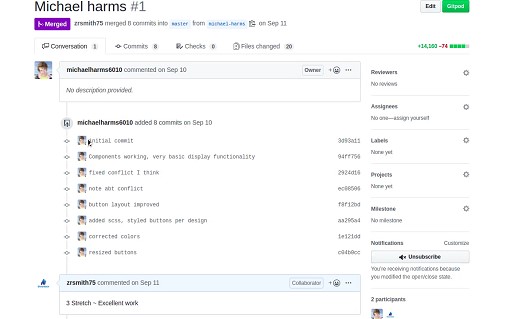 Michael harms #1
Edit
Gitpod
Merged
zrsmith75 merged 8 commits into master from michael-harms on Sep 11
Conversation 1
Commits 8
Checks 0
Files changed 20
+14,160 −74
michaelharms6010 commented on Sep 10
Owner
No description provided.
michaelharms6010 added 8 commits on Sep 10
initial commit 3d93a11
Components working, very basic display functionality 94ff756
fixed conflict I think 2924d16
note abt conflict ec08506
button layout improved f8f12bd
added scss, styled buttons per design aa295a4
corrected colors 1e121dd
resized buttons c04b0cc
zrsmith75 commented on Sep 11
Collaborator
3 Stretch ~ Excellent work
Reviewers
No reviews
Assignees
No one—assign yourself
Labels
None yet
Projects
None yet
Milestone
No milestone
Notifications
Customize
Unsubscribe
You're receiving notifications because
you modified the open/close state.
2 participants